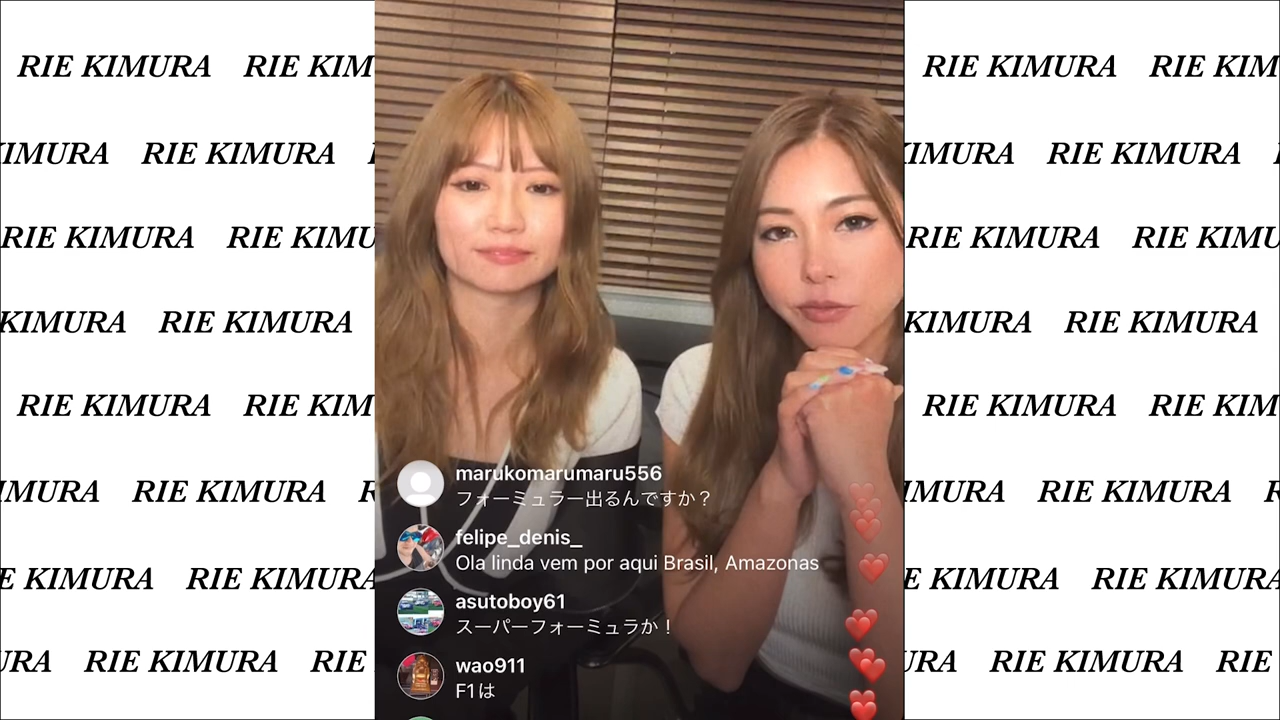 RIE KIMURA RIE KIM
IMURA RIE KIMURA
RIE KIMURA RIE KIMU
KIMURA RIE KIMURA
RIE KIMURA RIE KIM
IMURA RIE KIMURA R
E KIMURA RIE KIMURA
URA RIE KIMURA RIE
marukomarumaru556
フォーミュラー出るんですか？
felipe_denis_
Ola linda vem por aqui Brasil, Amazonas
asutoboy61
スーパーフォーミュラか！
wao911
F1は
RIE KIMURA RIE KIM
IMURA RIE KIMURA
RIE KIMURA RIE KIMU
KIMURA RIE KIMURA
RIE KIMURA RIE KIM
IMURA RIE KIMURA R
E KIMURA RIE KIMURA
URA RIE KIMURA RIE